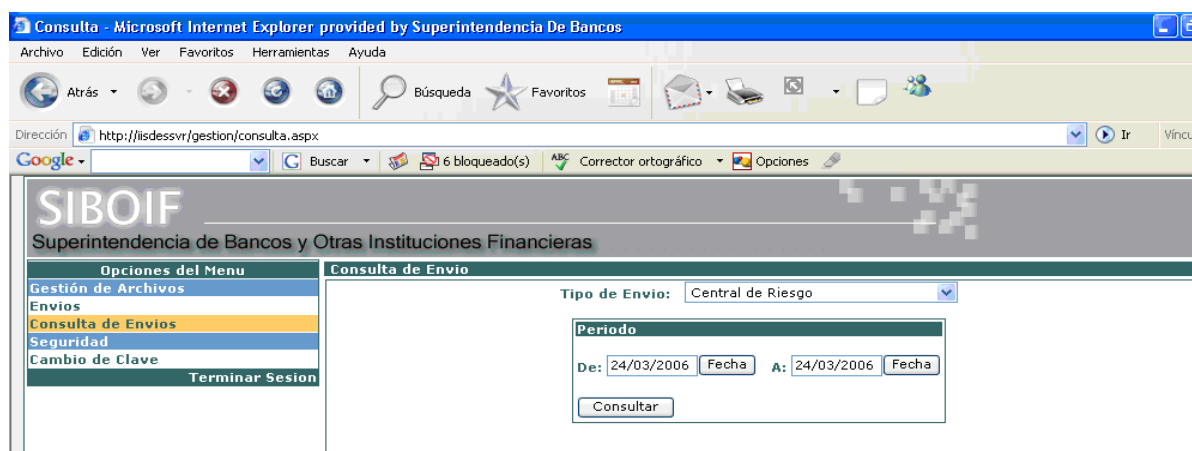 Consulta - Microsoft Internet Explorer provided by Superintendencia De Bancos
Archivo Edición Ver Favoritos Herramientas Ayuda
Atrás Búsqueda Favoritos
Dirección http://iisdessvr/gestion/consulta.aspx Ir Víncu
Google Buscar 6 bloqueado(s) ABC Corrector ortográfico Opciones
SIBOIF
Superintendencia de Bancos y Otras Instituciones Financieras
Opciones del Menu
Gestión de Archivos
Envios
Consulta de Envios
Seguridad
Cambio de Clave
Terminar Sesion
Consulta de Envio
Tipo de Envio: Central de Riesgo
Periodo
De: 24/03/2006 Fecha A: 24/03/2006 Fecha
Consultar